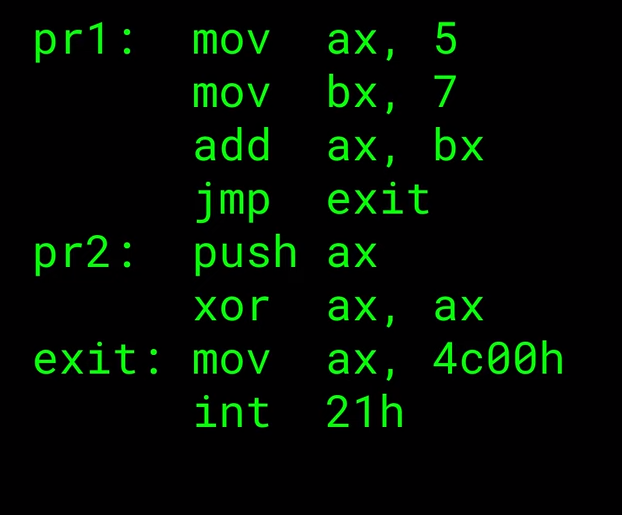 pr1: mov ax, 5
mov bx, 7
add ax, bx
jmp exit
pr2: push ax
xor ax, ax
exit: mov ax, 4c00h
int 21h